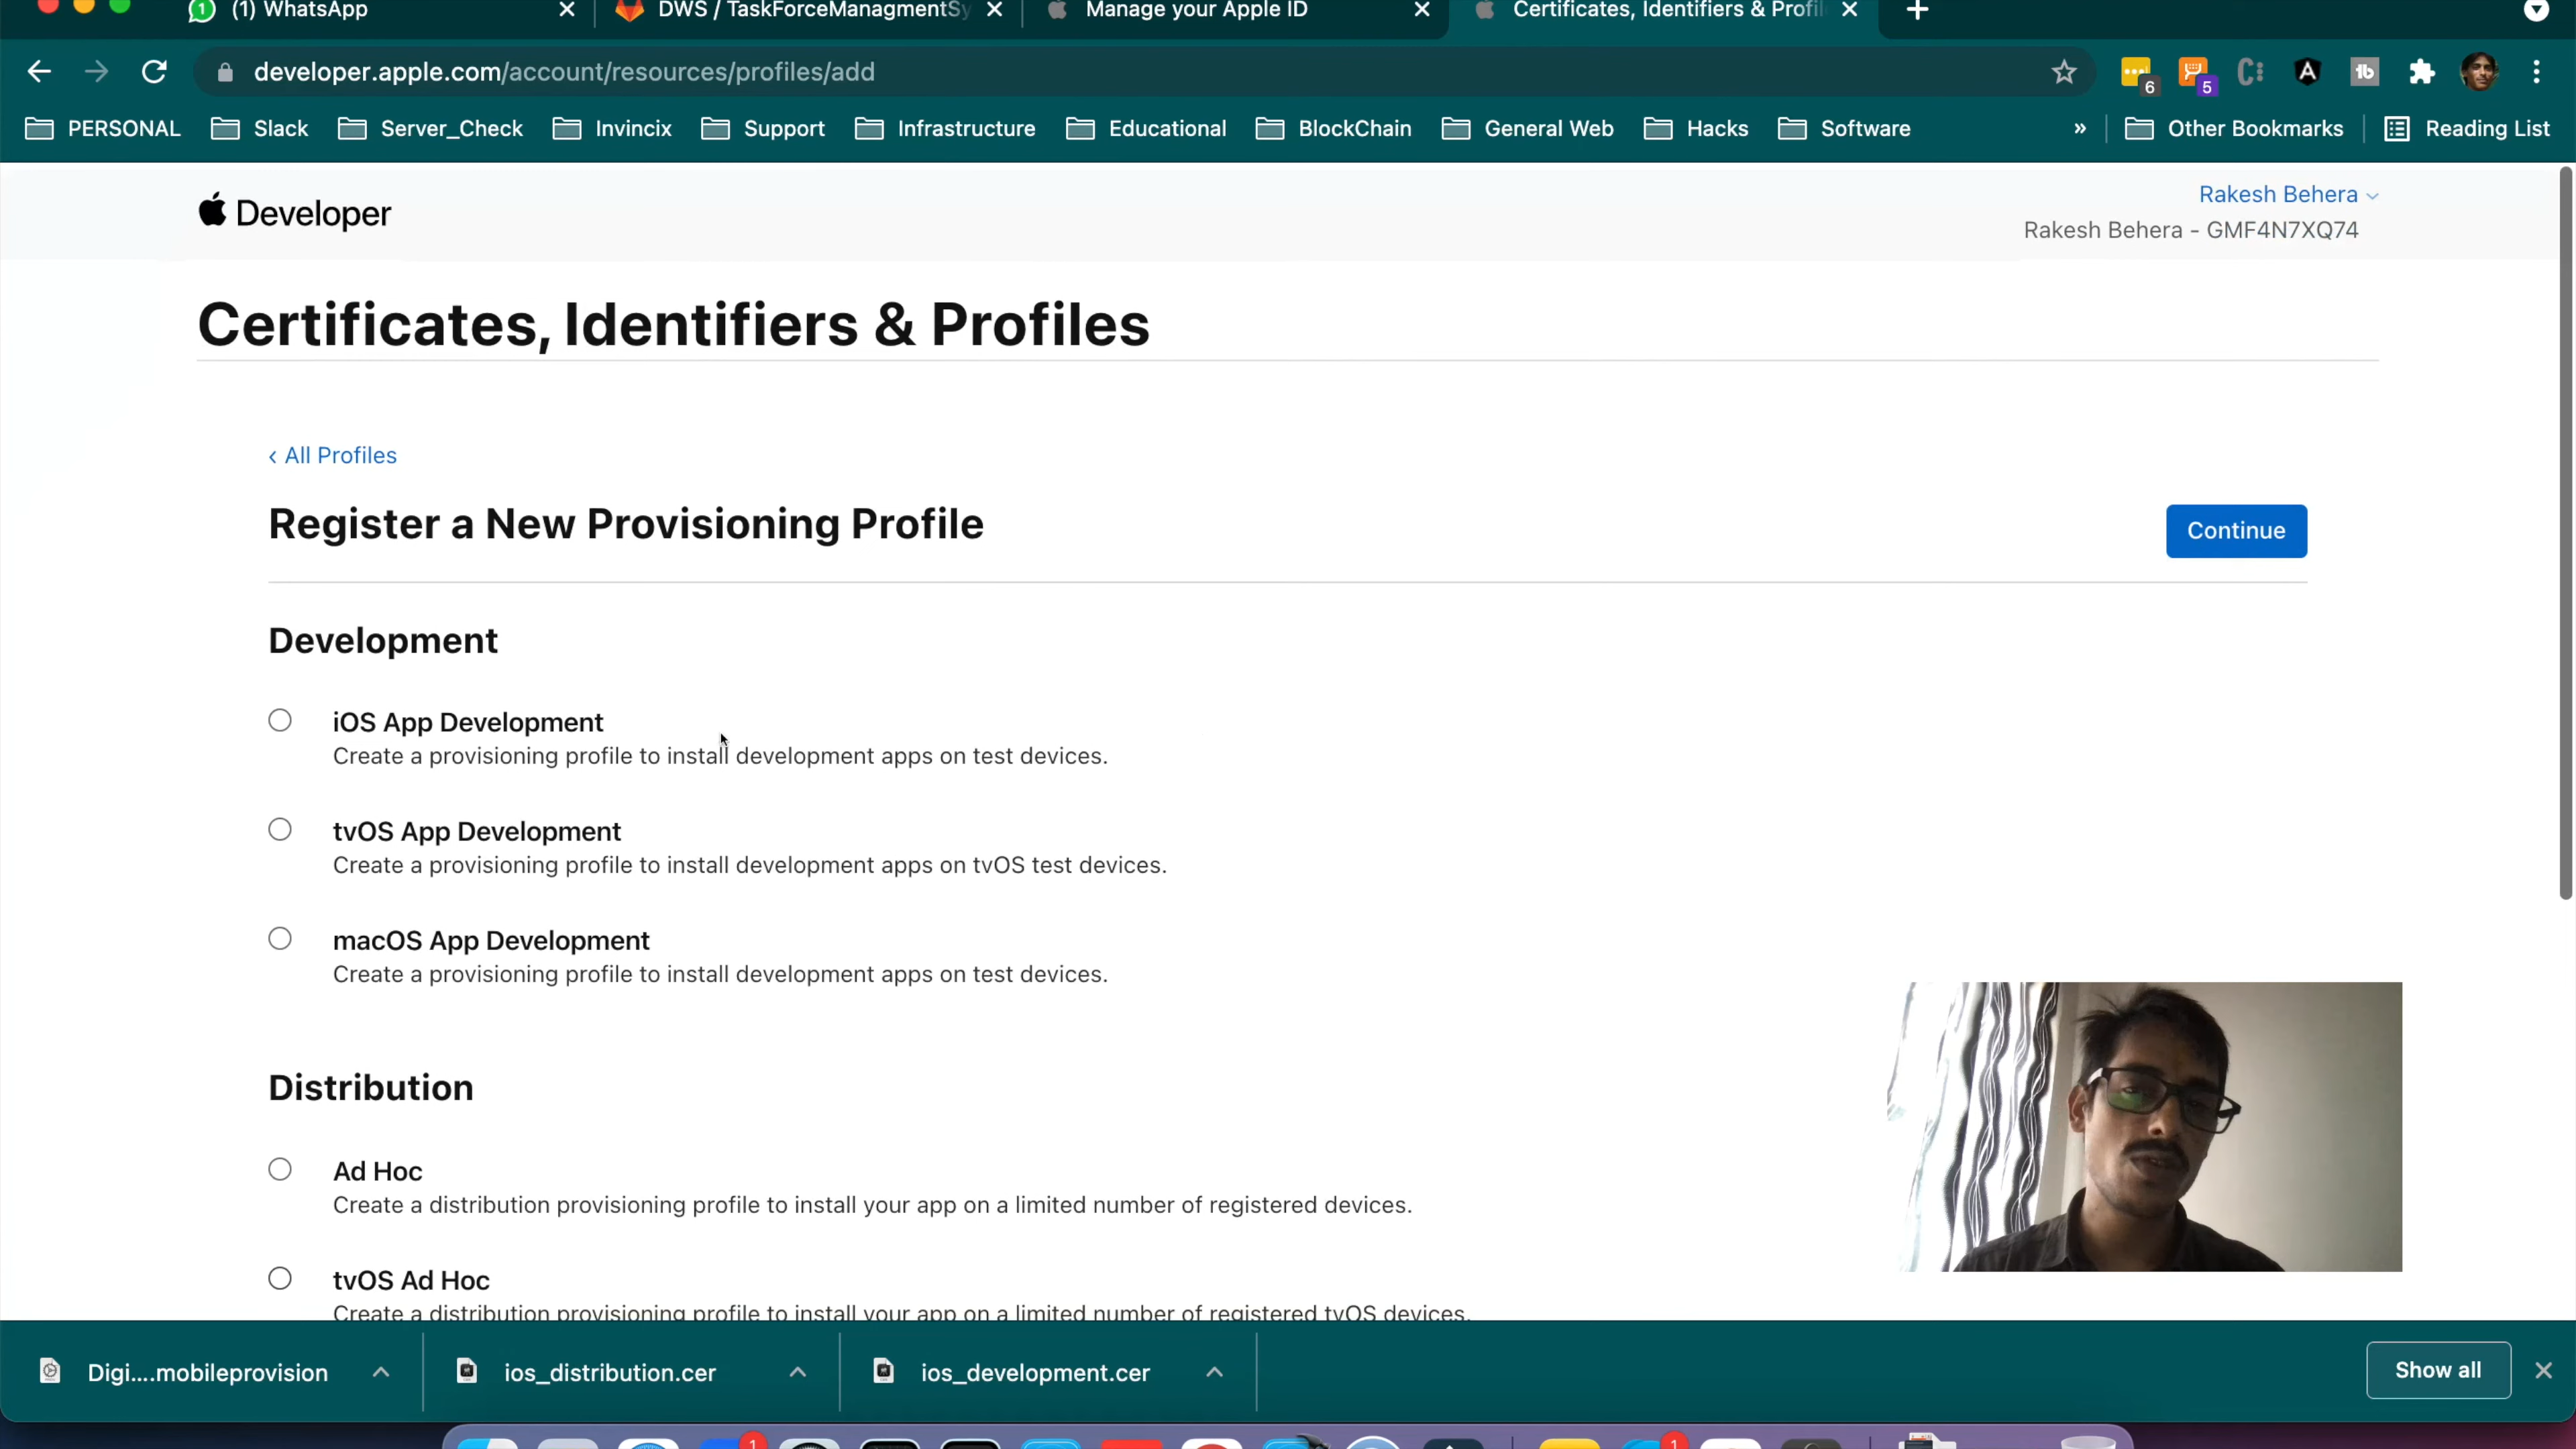 1 (1) WhatsApp
DWS / TaskForceManagmentSy
Manage your Apple ID
Certificates, Identifiers & Profil
developer.apple.com/account/resources/profiles/add
6 5 C A tb
PERSONAL Slack Server_Check Invincix Support Infrastructure Educational BlockChain General Web Hacks Software » Other Bookmarks Reading List
Developer
Rakesh Behera
Rakesh Behera - GMF4N7XQ74
Certificates, Identifiers & Profiles
‹ All Profiles
Register a New Provisioning Profile
Continue
Development
iOS App Development
Create a provisioning profile to install development apps on test devices.
tvOS App Development
Create a provisioning profile to install development apps on tvOS test devices.
macOS App Development
Create a provisioning profile to install development apps on test devices.
Distribution
Ad Hoc
Create a distribution provisioning profile to install your app on a limited number of registered devices.
tvOS Ad Hoc
Create a distribution provisioning profile to install your app on a limited number of registered tvOS devices.
Digi....mobileprovision
ios_distribution.cer
ios_development.cer
Show all
1 1